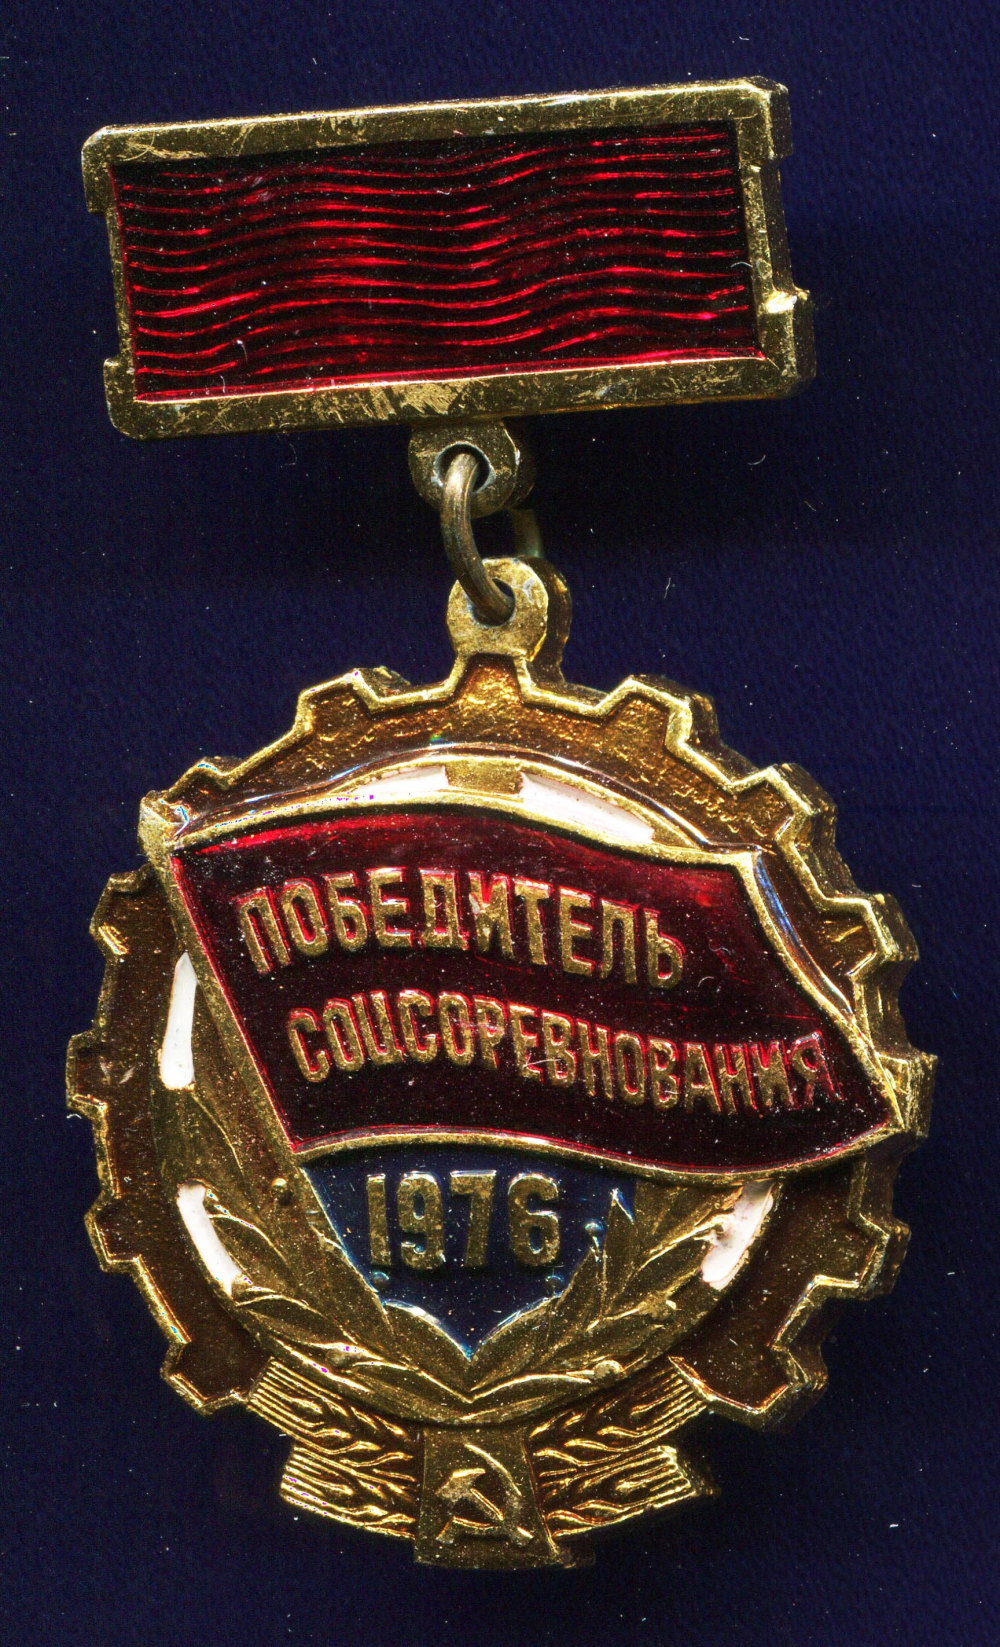 ПОБЕДИТЕЛЬ
СОЦСОРЕВНОВАНИЯ
1976